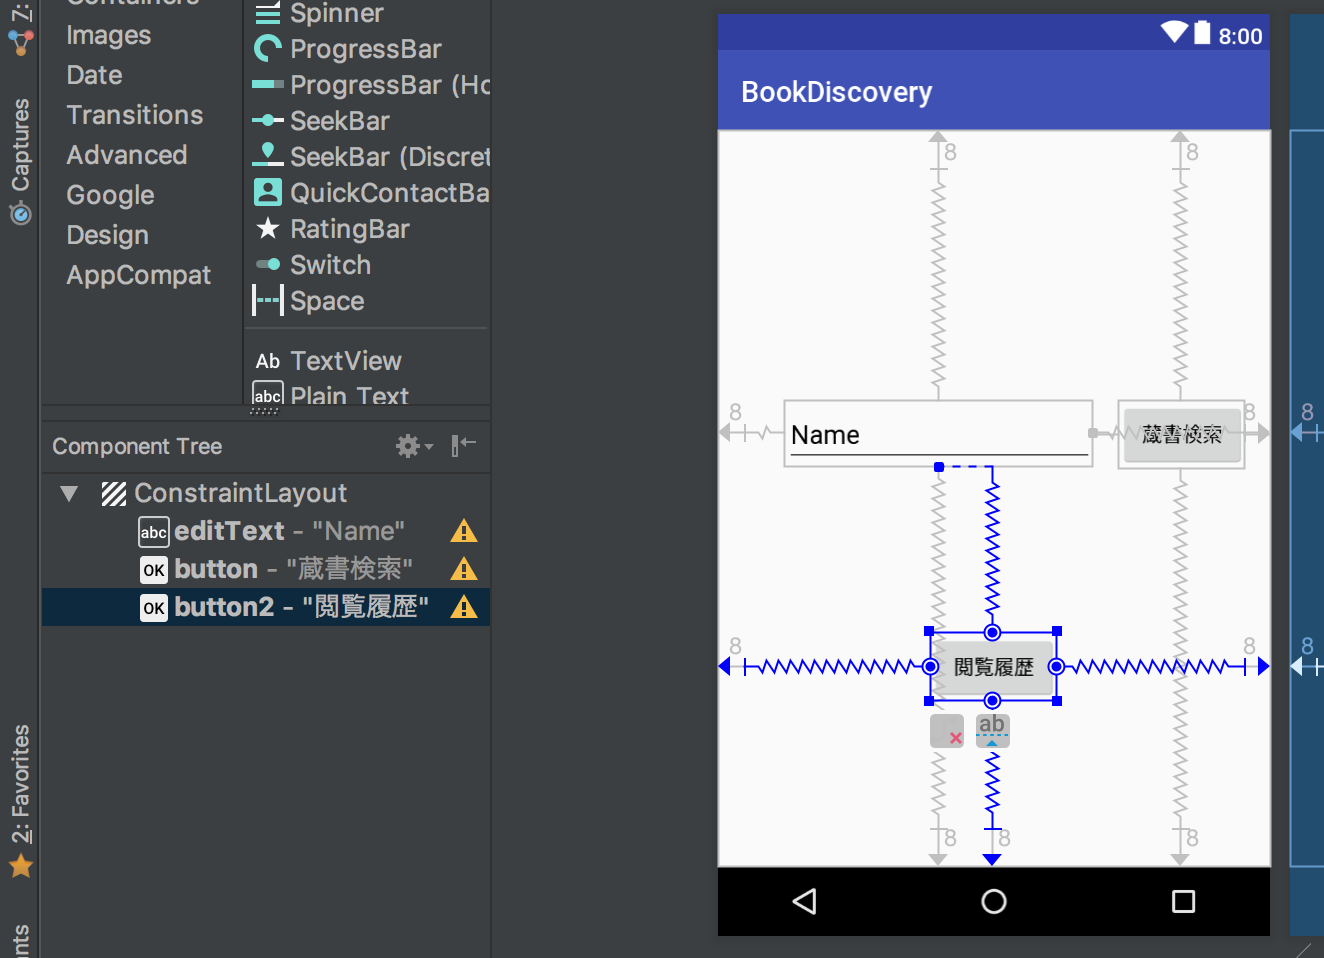 7:
Captures
2: Favorites
nts
Containers
Images
Date
Transitions
Advanced
Google
Design
AppCompat
Spinner
ProgressBar
ProgressBar (Ho
SeekBar
SeekBar (Discret
QuickContactBa
RatingBar
Switch
Space
Ab TextView
abc Plain Text
Component Tree
ConstraintLayout
abc editText - "Name"
OK button - "蔵書検索"
OK button2 - "閲覧履歴"
8:00
BookDiscovery
8
8
8
Name
蔵書検索
8
8
8
閲覧履歴
8
8
ab
8
8
8